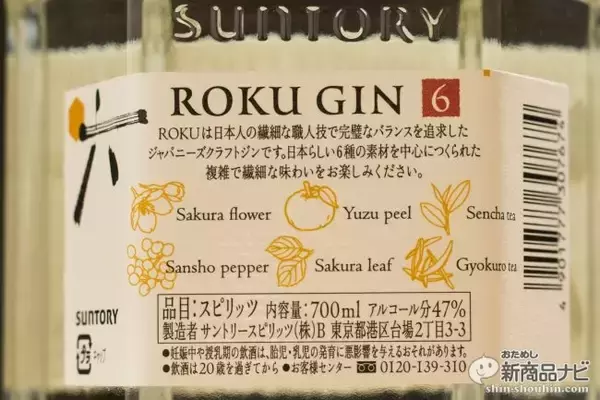 SUNTORY
六
ROKU GIN 6
ROKUは日本人の繊細な職人技で完璧なバランスを追求した
ジャパニーズクラフトジンです。日本らしい6種の素材を中心につくられた
複雑で繊細な味わいをお楽しみください。
Sakura flower
Yuzu peel
Sencha tea
Sansho pepper
Sakura leaf
Gyokuro tea
品目:スピリッツ 内容量:700ml アルコール分47%
製造者 サントリースピリッツ(株)B 東京都港区台場2丁目3-3
●妊娠中や授乳期の飲酒は、胎児・乳児の発育に悪影響を与えるおそれがあります。
●飲酒は20歳を過ぎてから ●お客様センター 0120-139-310
SUNTORY
プラ
キャップ
4 901777 307674
おためし
新商品ナビ
shin-shouhin.com